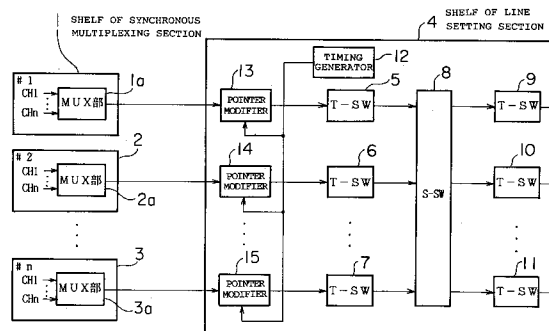 SHELF OF SYNCHRONOUS
MULTIPLEXING SECTION
4
SHELF OF LINE
SETTING SECTION
# 1
CH1
CHn
MUX部
1a
13
POINTER
MODIFIER
TIMING
GENERATOR
12
5
T-SW
8
S-SW
9
T-SW
# 2
2
CH1
CHn
MUX部
2a
14
POINTER
MODIFIER
6
T-SW
10
T-SW
# n
3
CH1
CHn
MUX部
3a
15
POINTER
MODIFIER
7
T-SW
11
T-SW